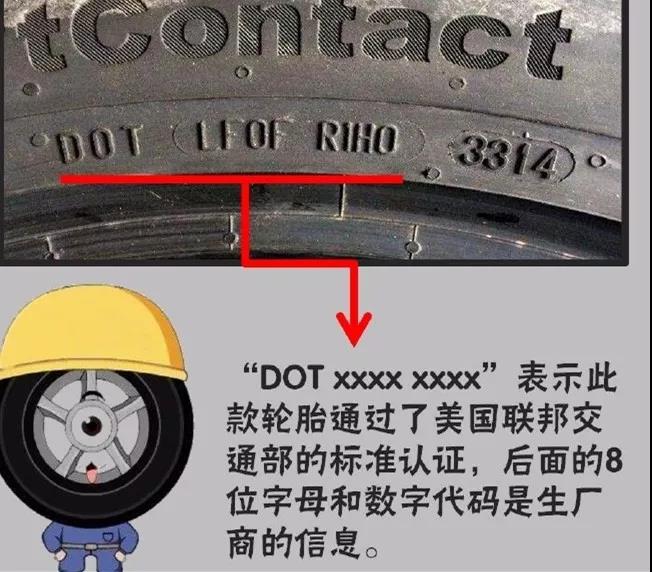 tContact
DOT LF0F R1H0 3314
“DOT xxxx xxxx”表示此
款轮胎通过了美国联邦交
通部的标准认证，后面的8
位字母和数字代码是生厂
商的信息。